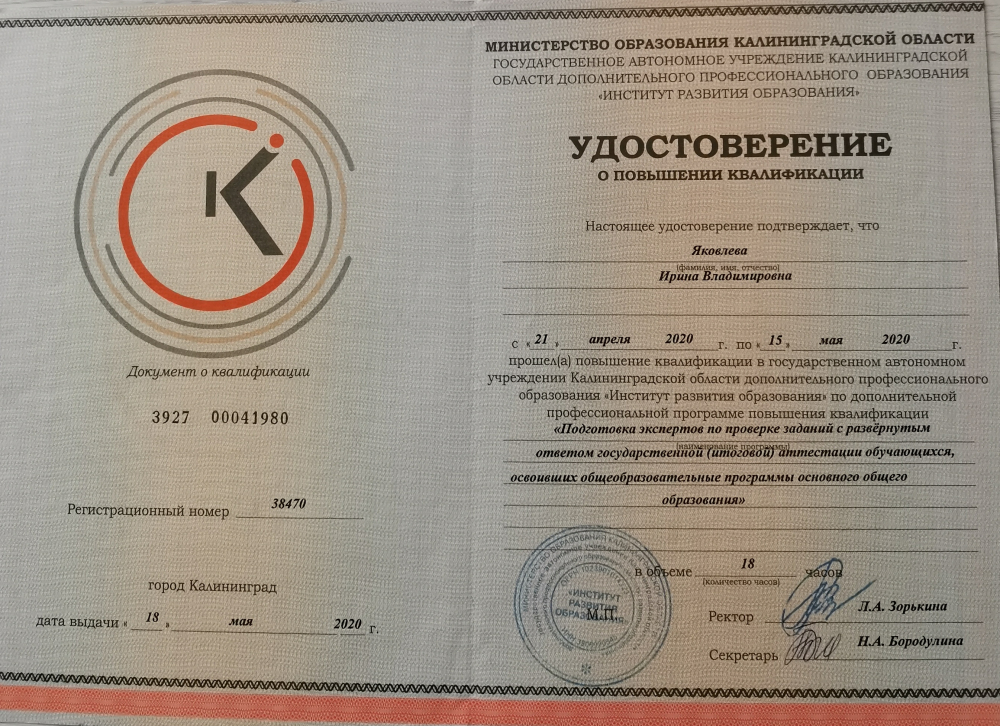 К
Документ о квалификации
3927 00041980
Регистрационный номер 38470
город Калининград
дата выдачи « 18 » мая 2020 г.
МИНИСТЕРСТВО ОБРАЗОВАНИЯ КАЛИНИНГРАДСКОЙ ОБЛАСТИ
ГОСУДАРСТВЕННОЕ АВТОНОМНОЕ УЧРЕЖДЕНИЕ КАЛИНИНГРАДСКОЙ
ОБЛАСТИ ДОПОЛНИТЕЛЬНОГО ПРОФЕССИОНАЛЬНОГО ОБРАЗОВАНИЯ
«ИНСТИТУТ РАЗВИТИЯ ОБРАЗОВАНИЯ»
УДОСТОВЕРЕНИЕ
О ПОВЫШЕНИИ КВАЛИФИКАЦИИ
Настоящее удостоверение подтверждает, что
Яковлева
(фамилия, имя, отчество)
Ирина Владимировна
с « 21 » апреля 2020 г. по « 15 » мая 2020 г.
прошел(а) повышение квалификации в государственном автономном
учреждении Калининградской области дополнительного профессионального
образования «Институт развития образования» по дополнительной
профессиональной программе повышения квалификации
«Подготовка экспертов по проверке заданий с развёрнутым
(наименование программы)
ответом государственной (итоговой) аттестации обучающихся,
освоивших общеобразовательные программы основного общего
образования»
в объеме 18 часов
(количество часов)
«ИНСТИТУТ
РАЗВИТИЯ
ОБРАЗОВАНИЯ»
М.П.
Ректор Л.А. Зорькина
Секретарь Н.А. Бородулина